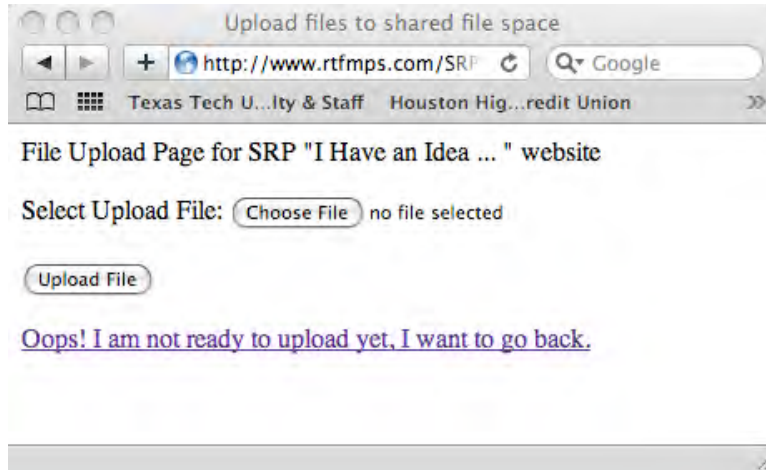 Upload files to shared file space
http://www.rtfmps.com/SRP Google
Texas Tech U...lty & Staff Houston Hig...redit Union
File Upload Page for SRP "I Have an Idea ... " website
Select Upload File: Choose File no file selected
Upload File
Oops! I am not ready to upload yet, I want to go back.